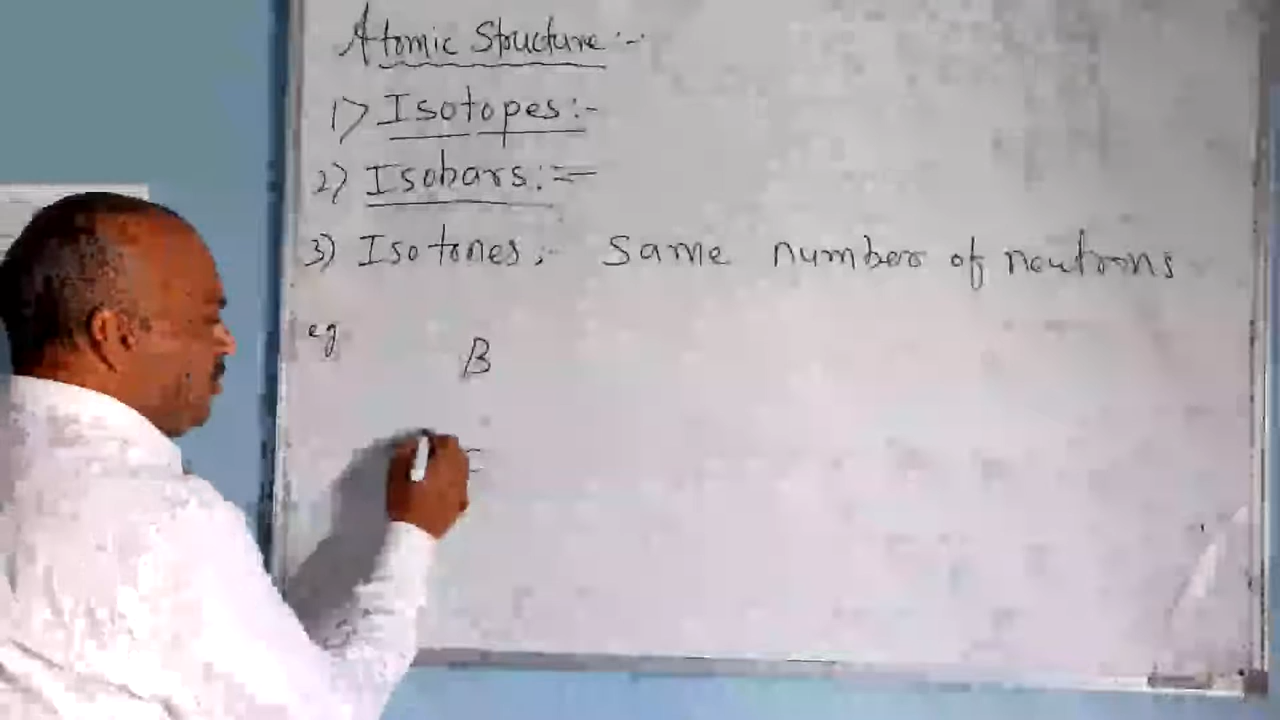 Atomic Structure :-
1) Isotopes :-
2) Isobars :=
3) Isotones :- Same number of neutrons
eg B
=